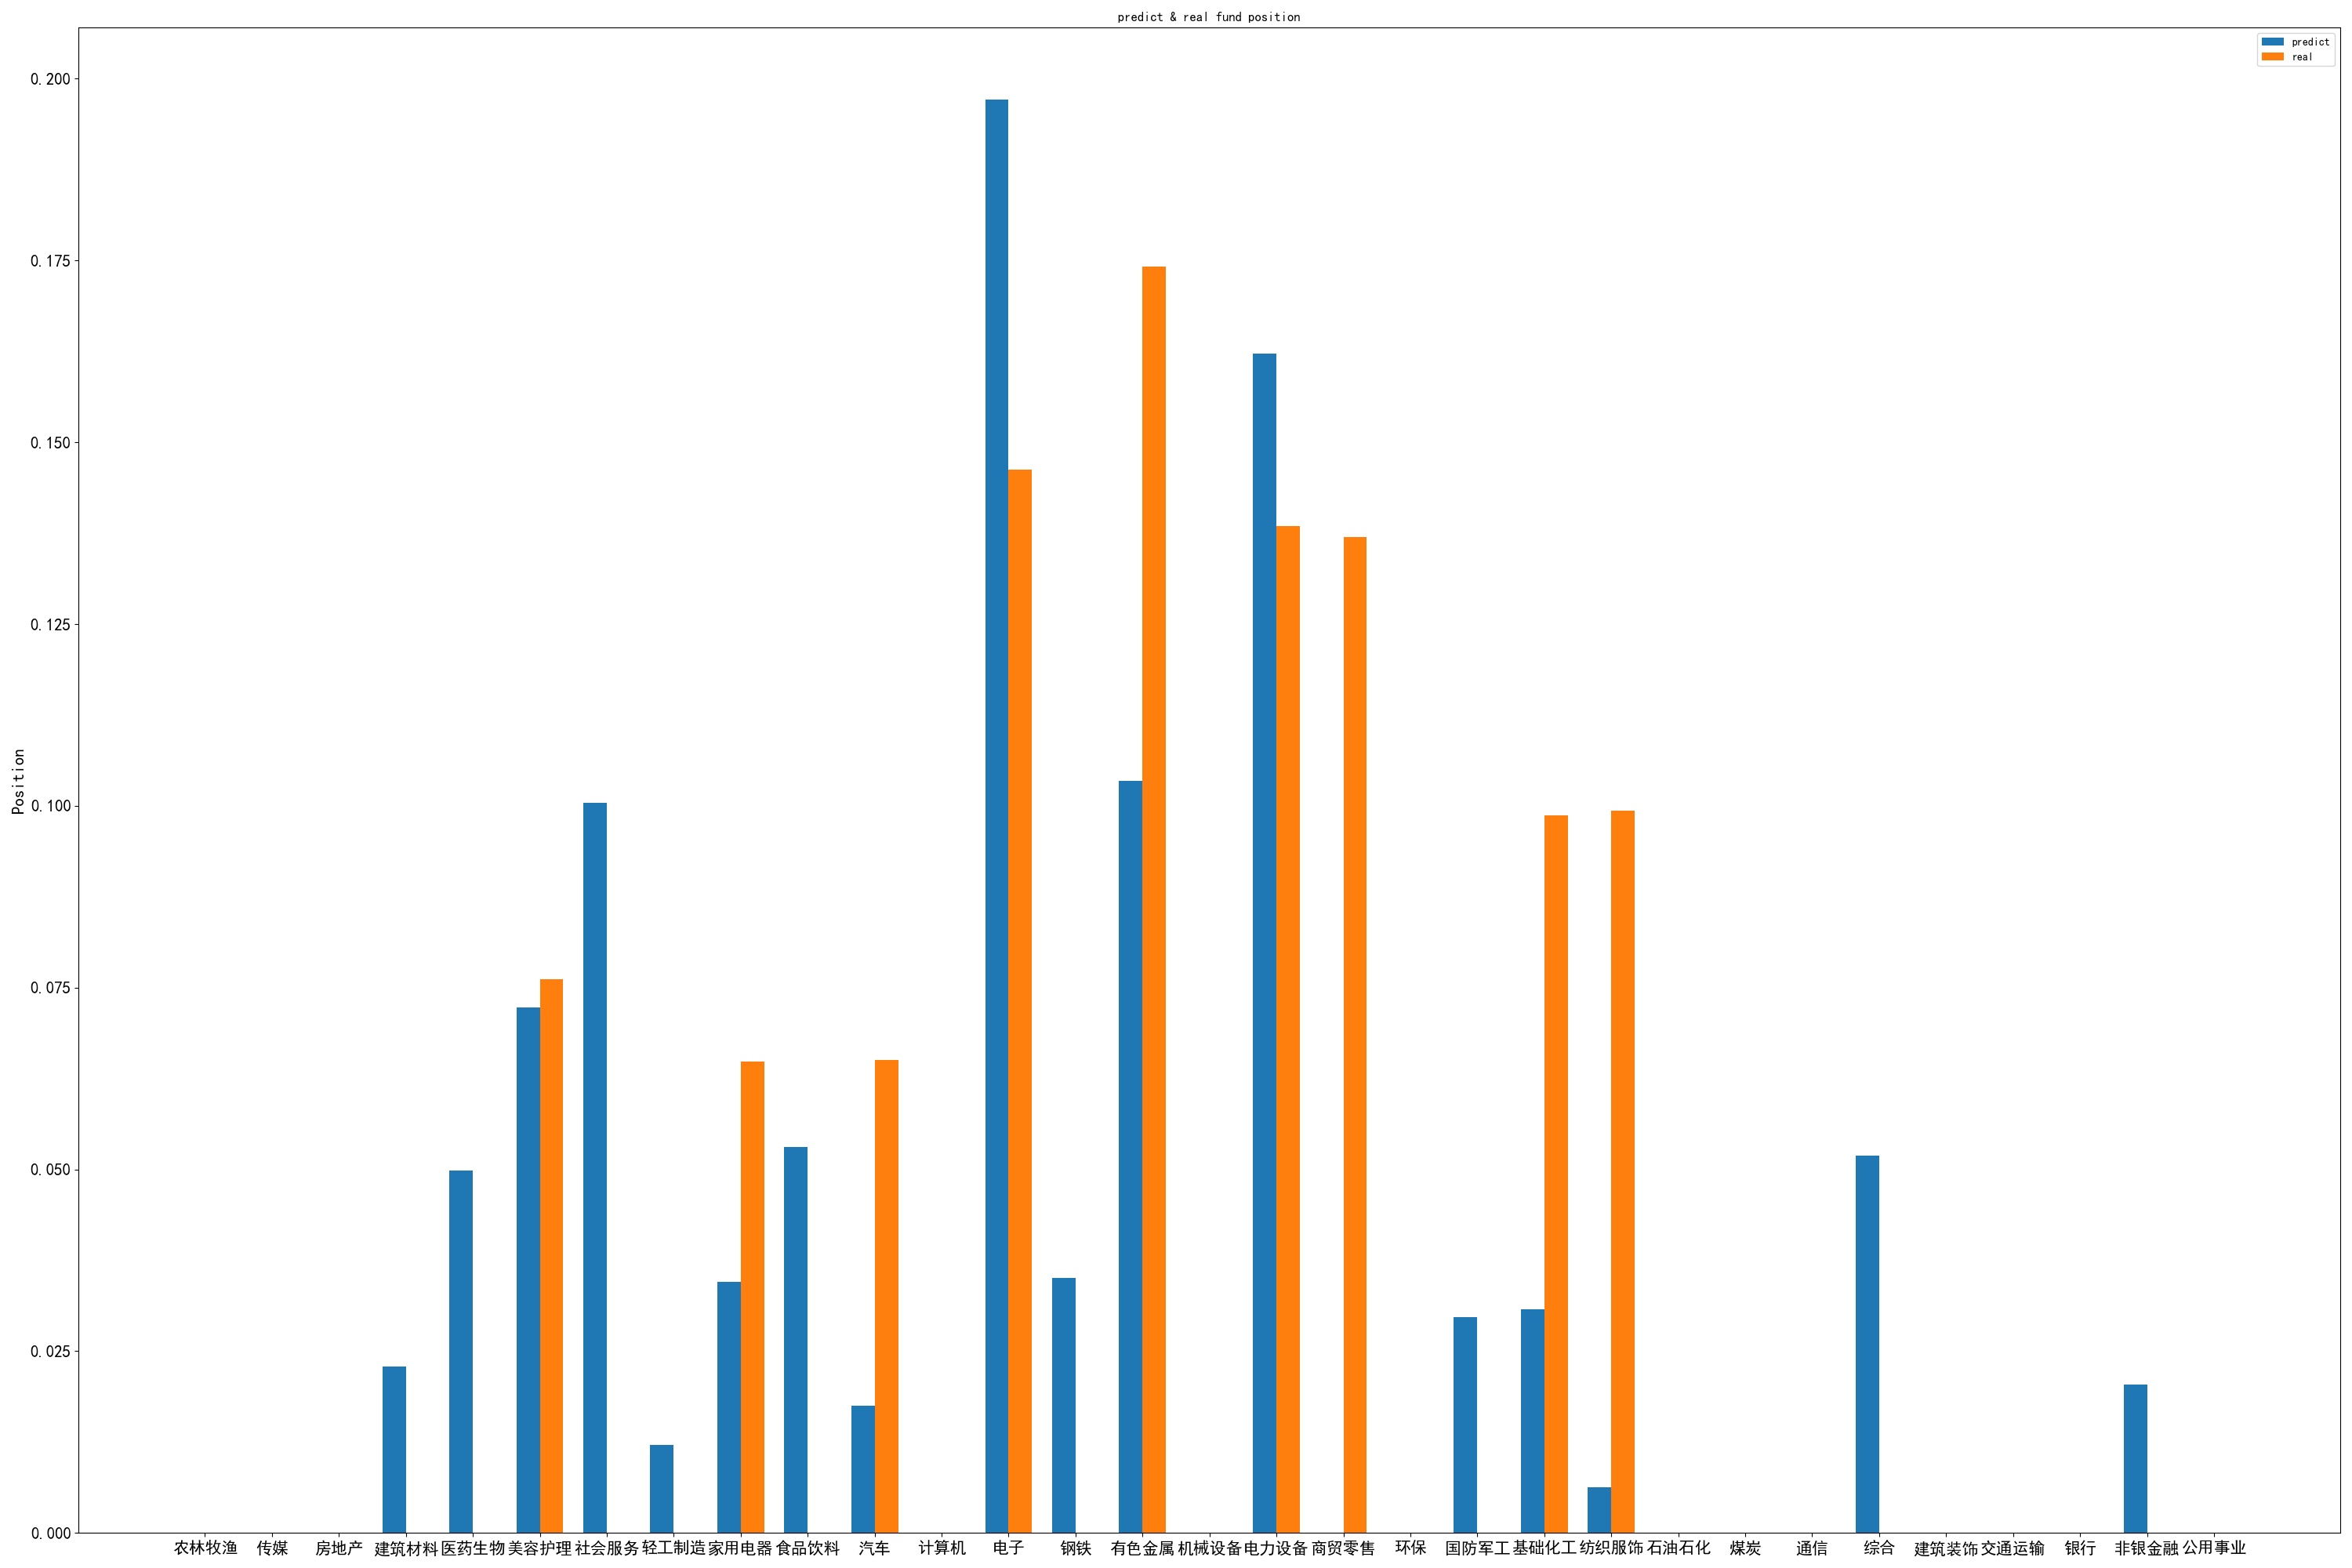 predict & real fund position
predict
real
0.200
0.175
0.150
0.125
0.100
0.075
0.050
0.025
0.000
Position
农林牧渔 传媒 房地产 建筑材料 医药生物 美容护理 社会服务 轻工制造 家用电器 食品饮料 汽车 计算机 电子 钢铁 有色金属 机械设备 电力设备 商贸零售 环保 国防军工 基础化工 纺织服饰 石油石化 煤炭 通信 综合 建筑装饰 交通运输 银行 非银金融 公用事业